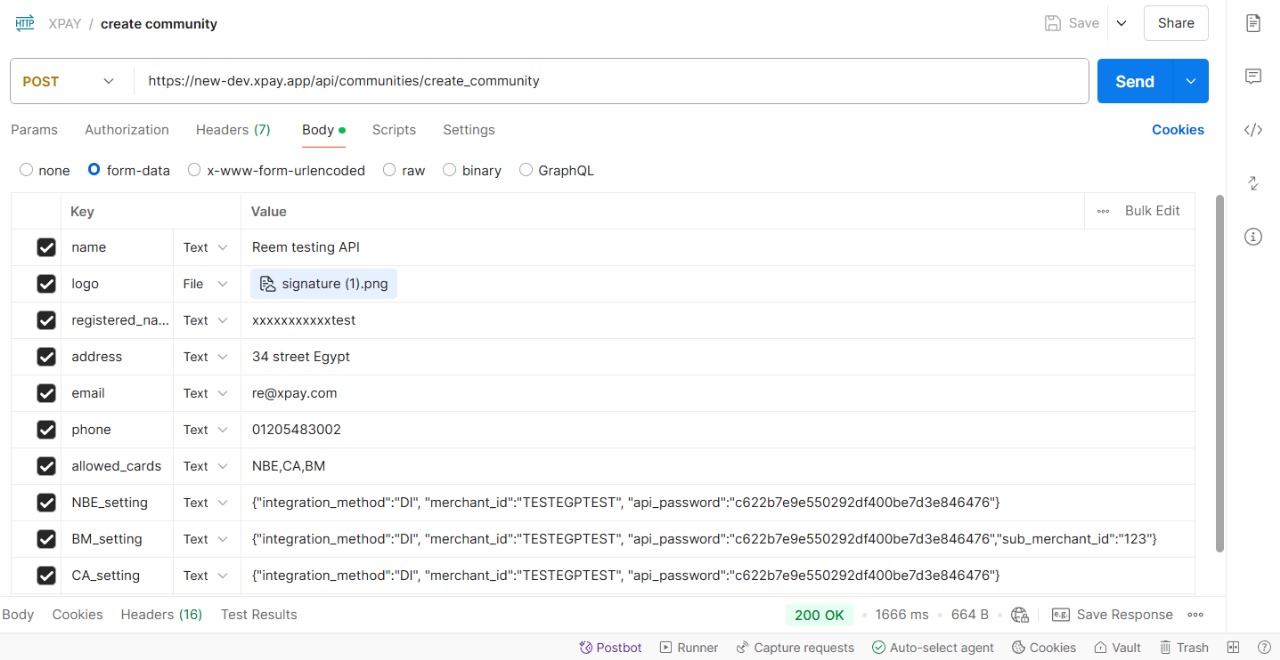 HTTP XPAY / create community Save Share
POST https://new-dev.xpay.app/api/communities/create_community Send
Params Authorization Headers (7) Body Scripts Settings Cookies
none form-data x-www-form-urlencoded raw binary GraphQL
Key Value Bulk Edit
name Text Reem testing API
logo File signature (1).png
registered_na... Text xxxxxxxxxxxtest
address Text 34 street Egypt
email Text re@xpay.com
phone Text 01205483002
allowed_cards Text NBE,CA,BM
NBE_setting Text {"integration_method":"DI", "merchant_id":"TESTEGPTEST", "api_password":"c622b7e9e550292df400be7d3e846476"}
BM_setting Text {"integration_method":"DI", "merchant_id":"TESTEGPTEST", "api_password":"c622b7e9e550292df400be7d3e846476","sub_merchant_id":"123"}
CA_setting Text {"integration_method":"DI", "merchant_id":"TESTEGPTEST", "api_password":"c622b7e9e550292df400be7d3e846476"}
Body Cookies Headers (16) Test Results 200 OK 1666 ms 664 B e.g. Save Response
Postbot Runner Capture requests Auto-select agent Cookies Vault Trash